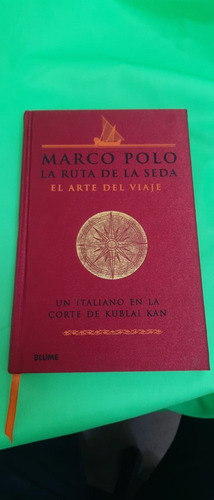 MARCO POLO
LA RUTA DE LA SEDA
EL ARTE DEL VIAJE
UN ITALIANO EN LA
CORTE DE KUBLAI KAN
BLUME